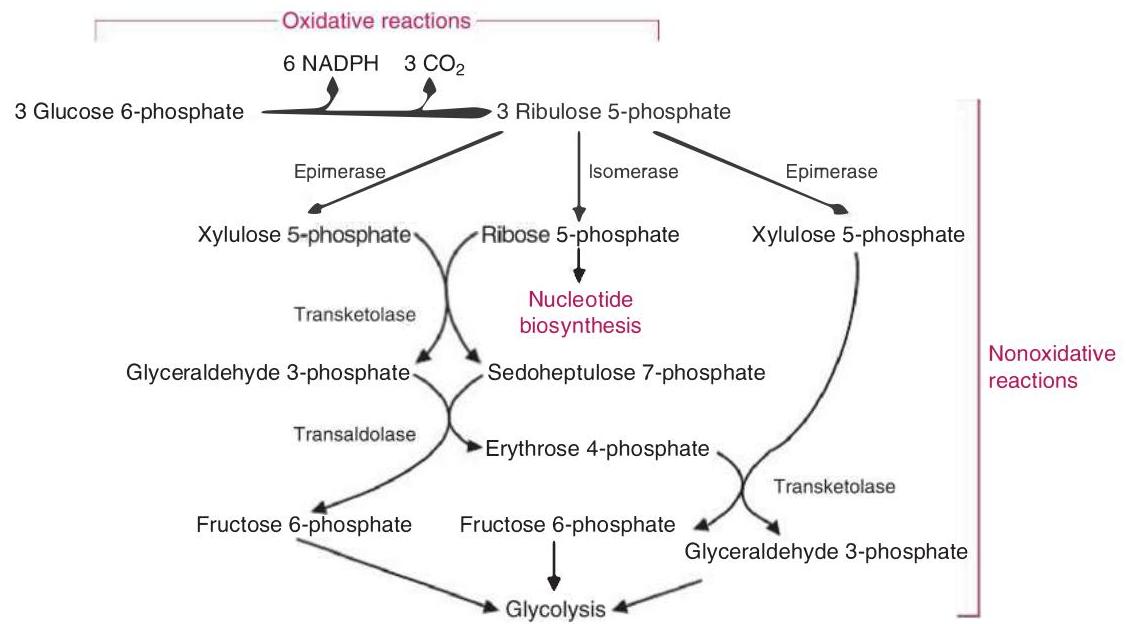 Oxidative reactions
6 NADPH 3 CO₂
3 Glucose 6-phosphate 3 Ribulose 5-phosphate
Epimerase Isomerase Epimerase
Xylulose 5-phosphate Ribose 5-phosphate Xylulose 5-phosphate
Nucleotide
biosynthesis
Transketolase
Nonoxidative
reactions
Glyceraldehyde 3-phosphate Sedoheptulose 7-phosphate
Transaldolase
Erythrose 4-phosphate
Transketolase
Fructose 6-phosphate Fructose 6-phosphate
Glyceraldehyde 3-phosphate
Glycolysis